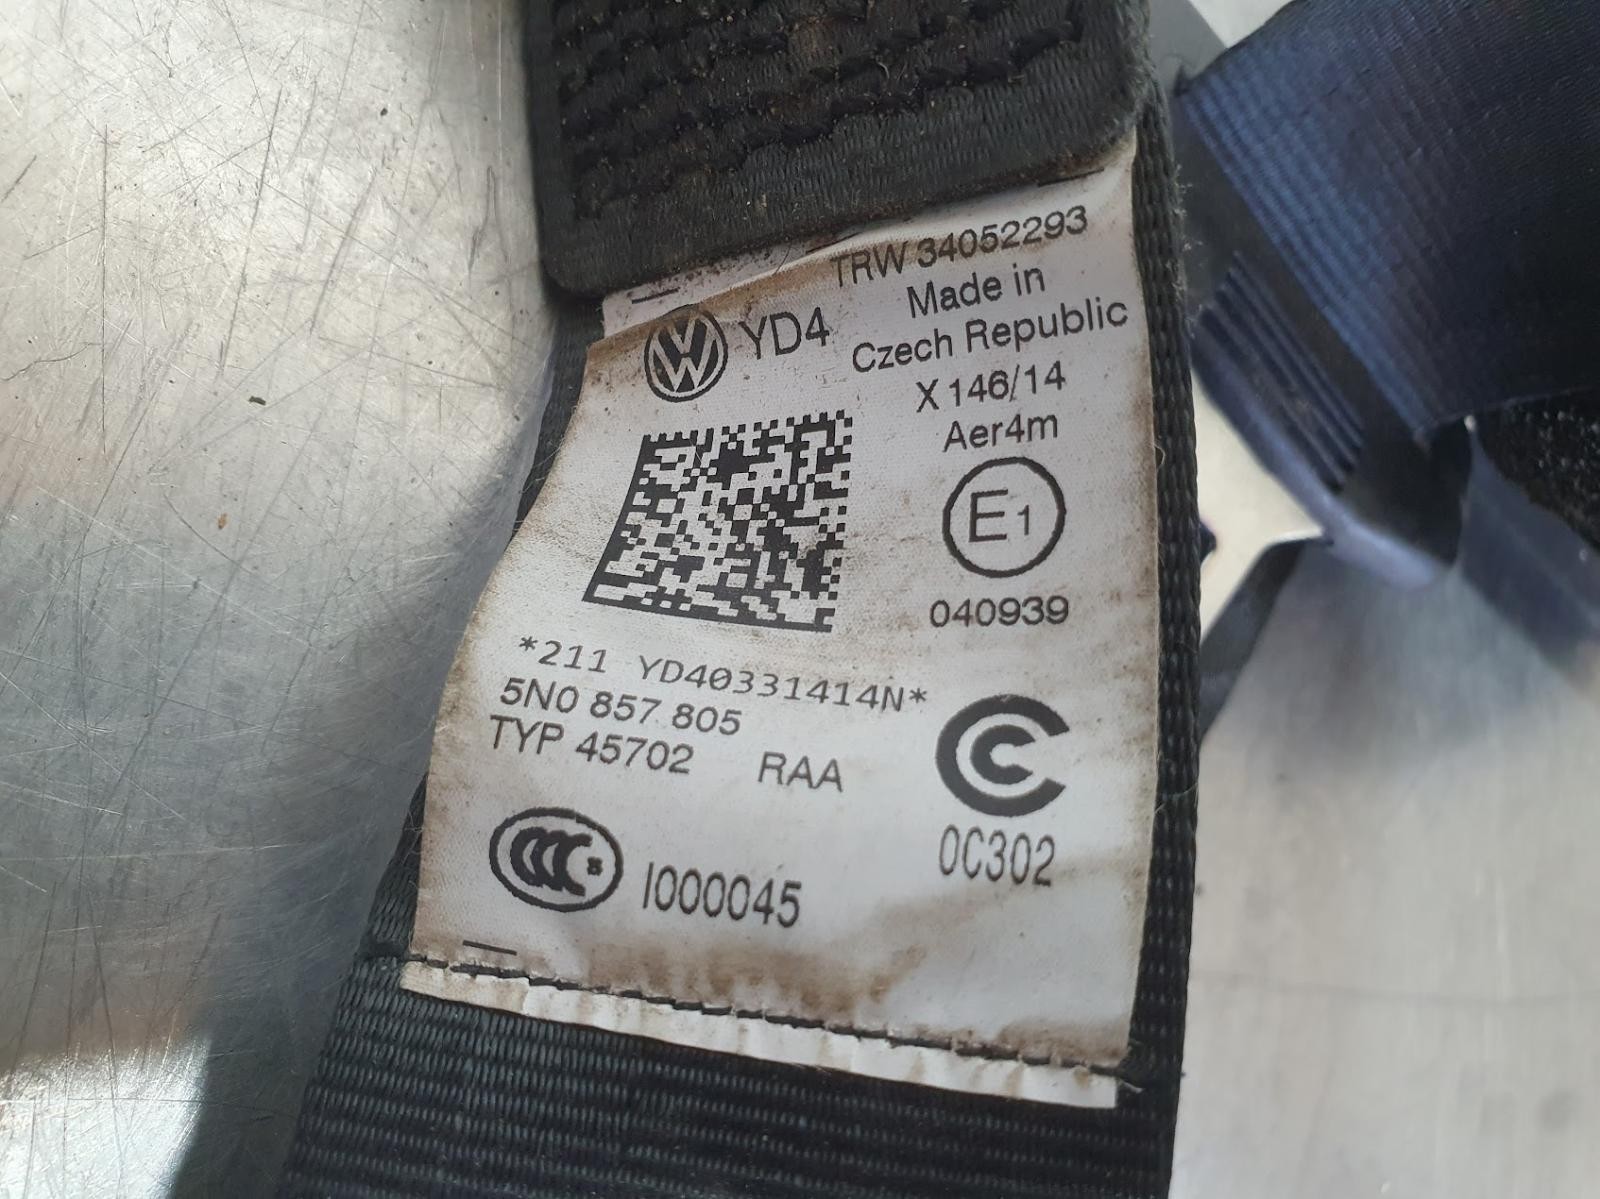 TRW 34052293
Made in
Czech Republic
X 146/14
Aer4m
YD4
E1
040939
*211 YD40331414N*
5N0 857 805
TYP 45702 RAA
0C302
CCC S
I000045